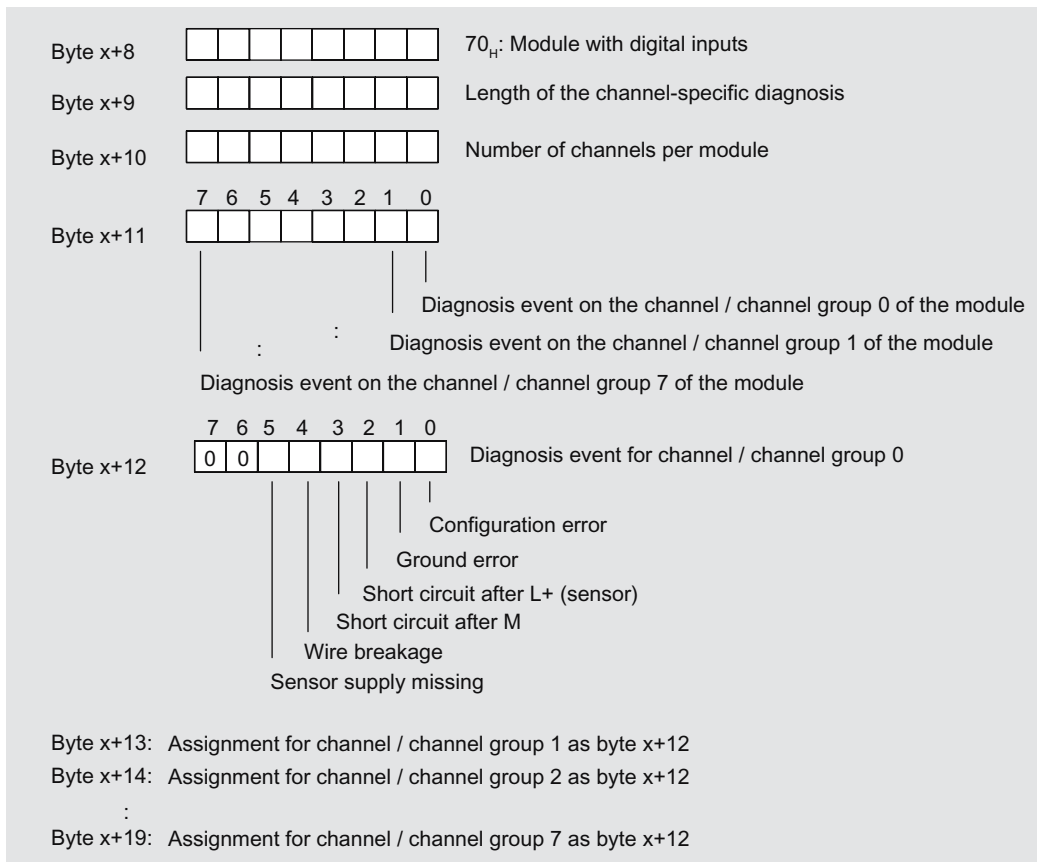 Byte x+8 70H: Module with digital inputs
Byte x+9 Length of the channel-specific diagnosis
Byte x+10 Number of channels per module
7 6 5 4 3 2 1 0
Byte x+11
Diagnosis event on the channel / channel group 0 of the module
: Diagnosis event on the channel / channel group 1 of the module
:
Diagnosis event on the channel / channel group 7 of the module
7 6 5 4 3 2 1 0
Byte x+12 0 0 Diagnosis event for channel / channel group 0
Configuration error
Ground error
Short circuit after L+ (sensor)
Short circuit after M
Wire breakage
Sensor supply missing
Byte x+13: Assignment for channel / channel group 1 as byte x+12
Byte x+14: Assignment for channel / channel group 2 as byte x+12
:
Byte x+19: Assignment for channel / channel group 7 as byte x+12